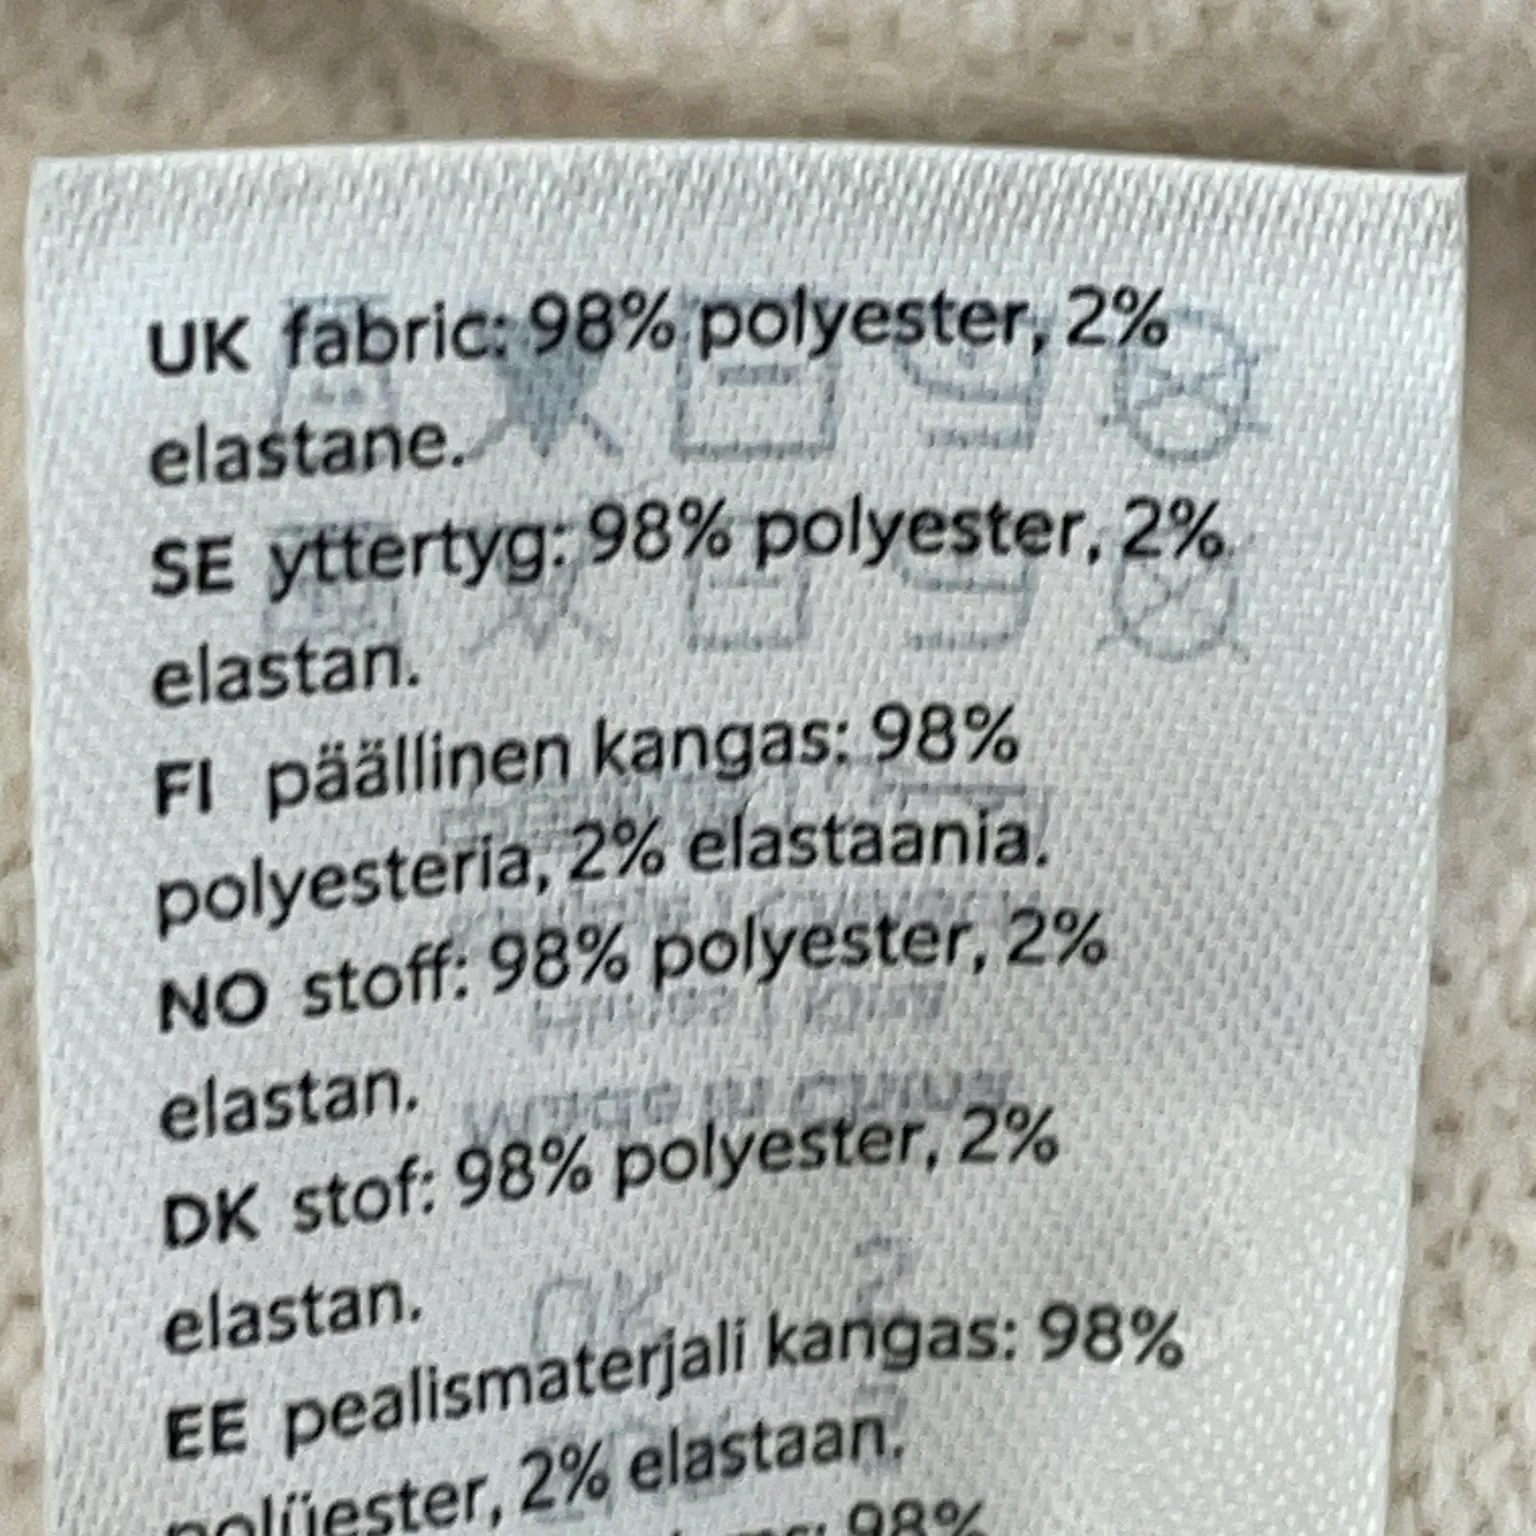 UK fabric: 98% polyester, 2%
elastane.
SE yttertyg: 98% polyester, 2%
elastan.
FI päällinen kangas: 98%
polyesteria, 2% elastaania.
NO stoff: 98% polyester, 2%
elastan.
DK stof: 98% polyester, 2%
elastan.
EE pealismaterjali kangas: 98%
polüester, 2% elastaan.
98%